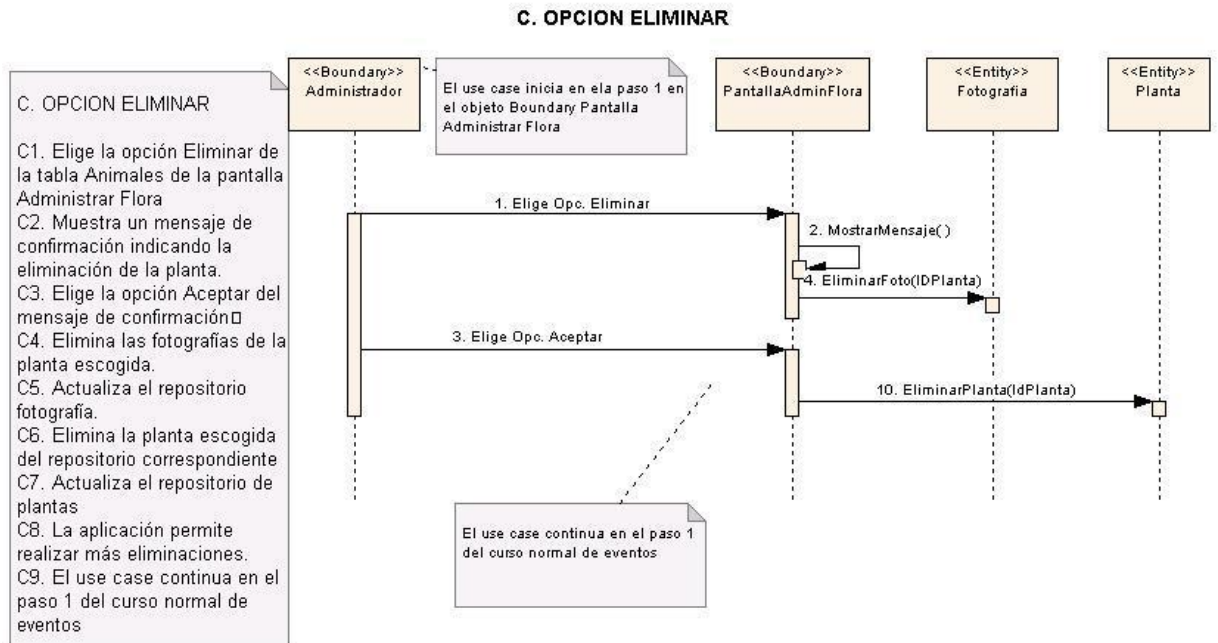 C. OPCION ELIMINAR
C. OPCION ELIMINAR
C1. Elige la opción Eliminar de
la tabla Animales de la pantalla
Administrar Flora
C2. Muestra un mensaje de
confirmación indicando la
eliminación de la planta.
C3. Elige la opción Aceptar del
mensaje de confirmación▯
C4. Elimina las fotografías de la
planta escogida.
C5. Actualiza el repositorio
fotografía.
C6. Elimina la planta escogida
del repositorio correspondiente
C7. Actualiza el repositorio de
plantas
C8. La aplicación permite
realizar más eliminaciones.
C9. El use case continua en el
paso 1 del curso normal de
eventos
<<Boundary>>
Administrador
El use case inicia en ela paso 1 en
el objeto Boundary Pantalla
Administrar Flora
<<Boundary>>
PantallaAdminFlora
<<Entity>>
Fotografia
<<Entity>>
Planta
1. Elige Opc. Eliminar
2. MostrarMensaje( )
4. EliminarFoto(IDPlanta)
3. Elige Opc. Aceptar
10. EliminarPlanta(IdPlanta)
El use case continua en el paso 1
del curso normal de eventos